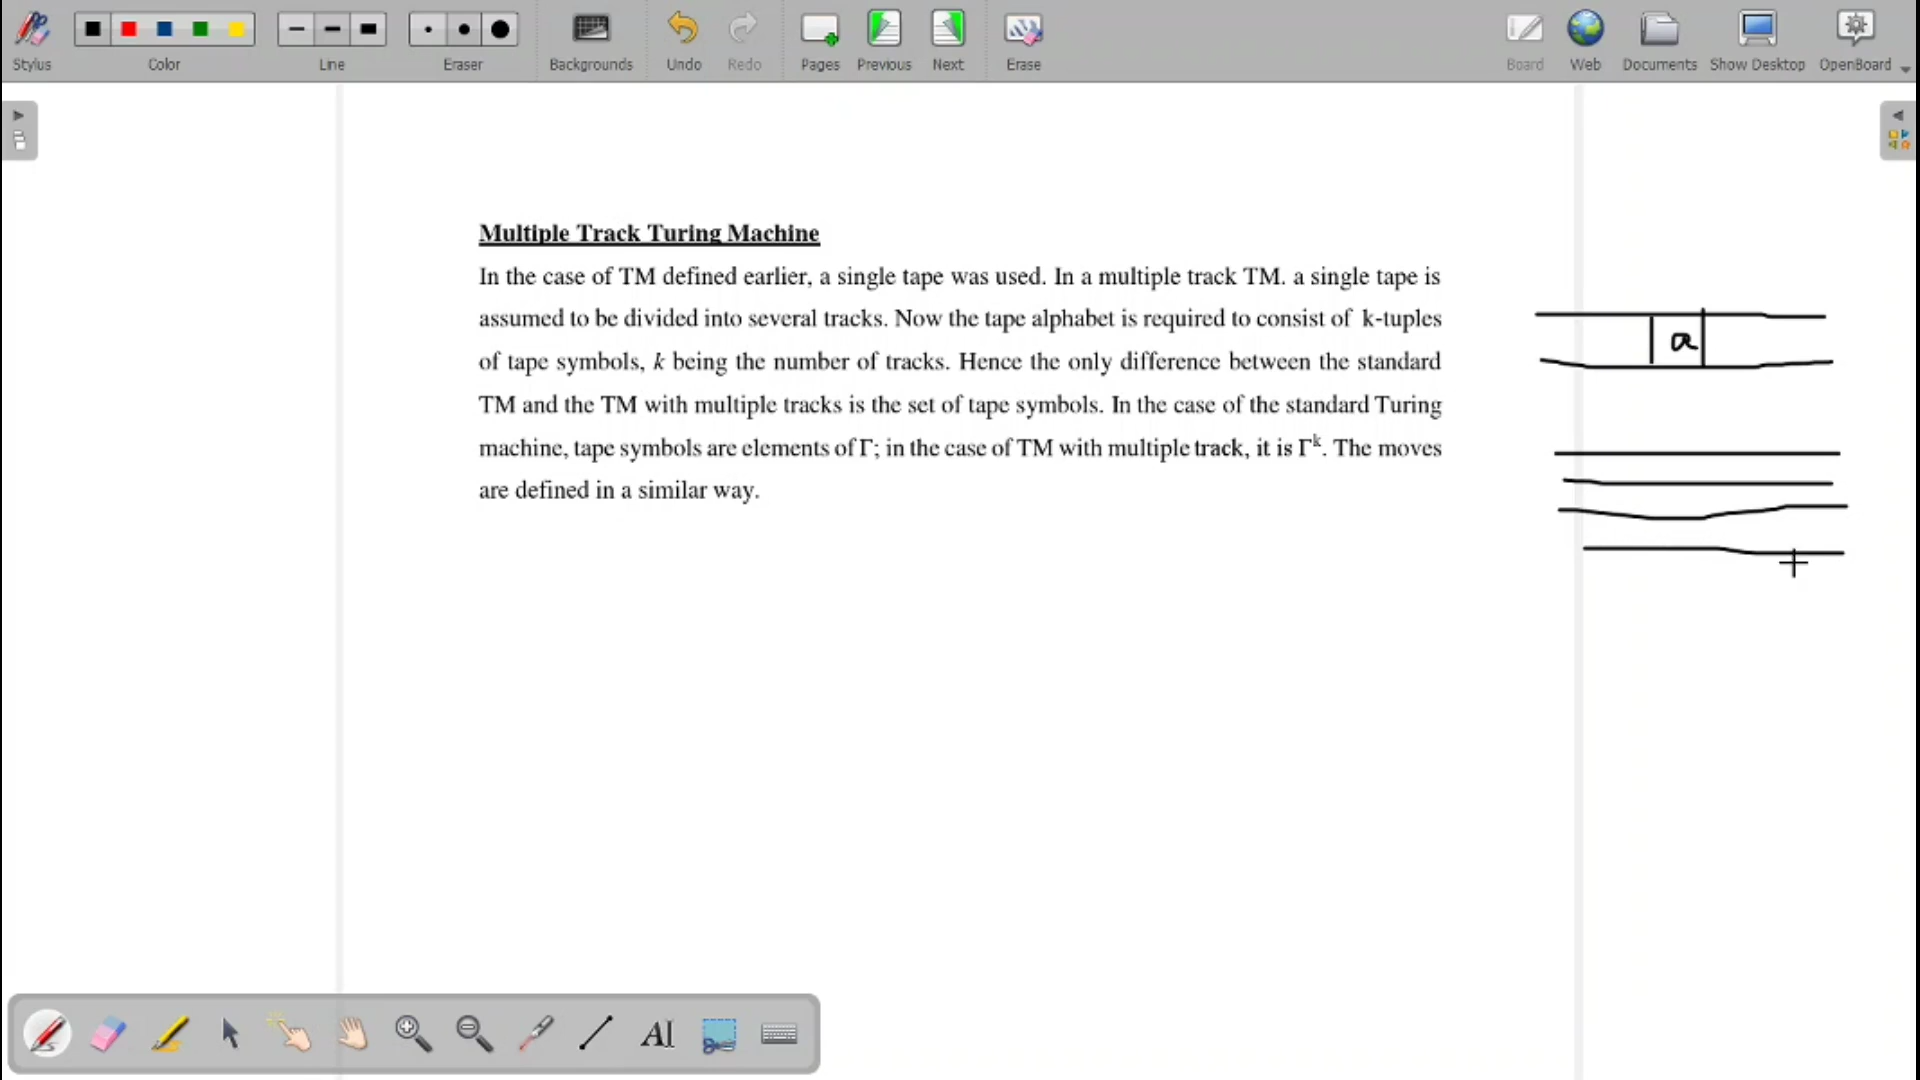 Stylus Color Line Eraser Backgrounds Undo Redo Pages Previous Next Erase Board Web Documents Show Desktop OpenBoard
Multiple Track Turing Machine
In the case of TM defined earlier, a single tape was used. In a multiple track TM. a single tape is
assumed to be divided into several tracks. Now the tape alphabet is required to consist of k-tuples
of tape symbols, k being the number of tracks. Hence the only difference between the standard
TM and the TM with multiple tracks is the set of tape symbols. In the case of the standard Turing
machine, tape symbols are elements of Γ; in the case of TM with multiple track, it is Γᵏ. The moves
are defined in a similar way.
a
AI